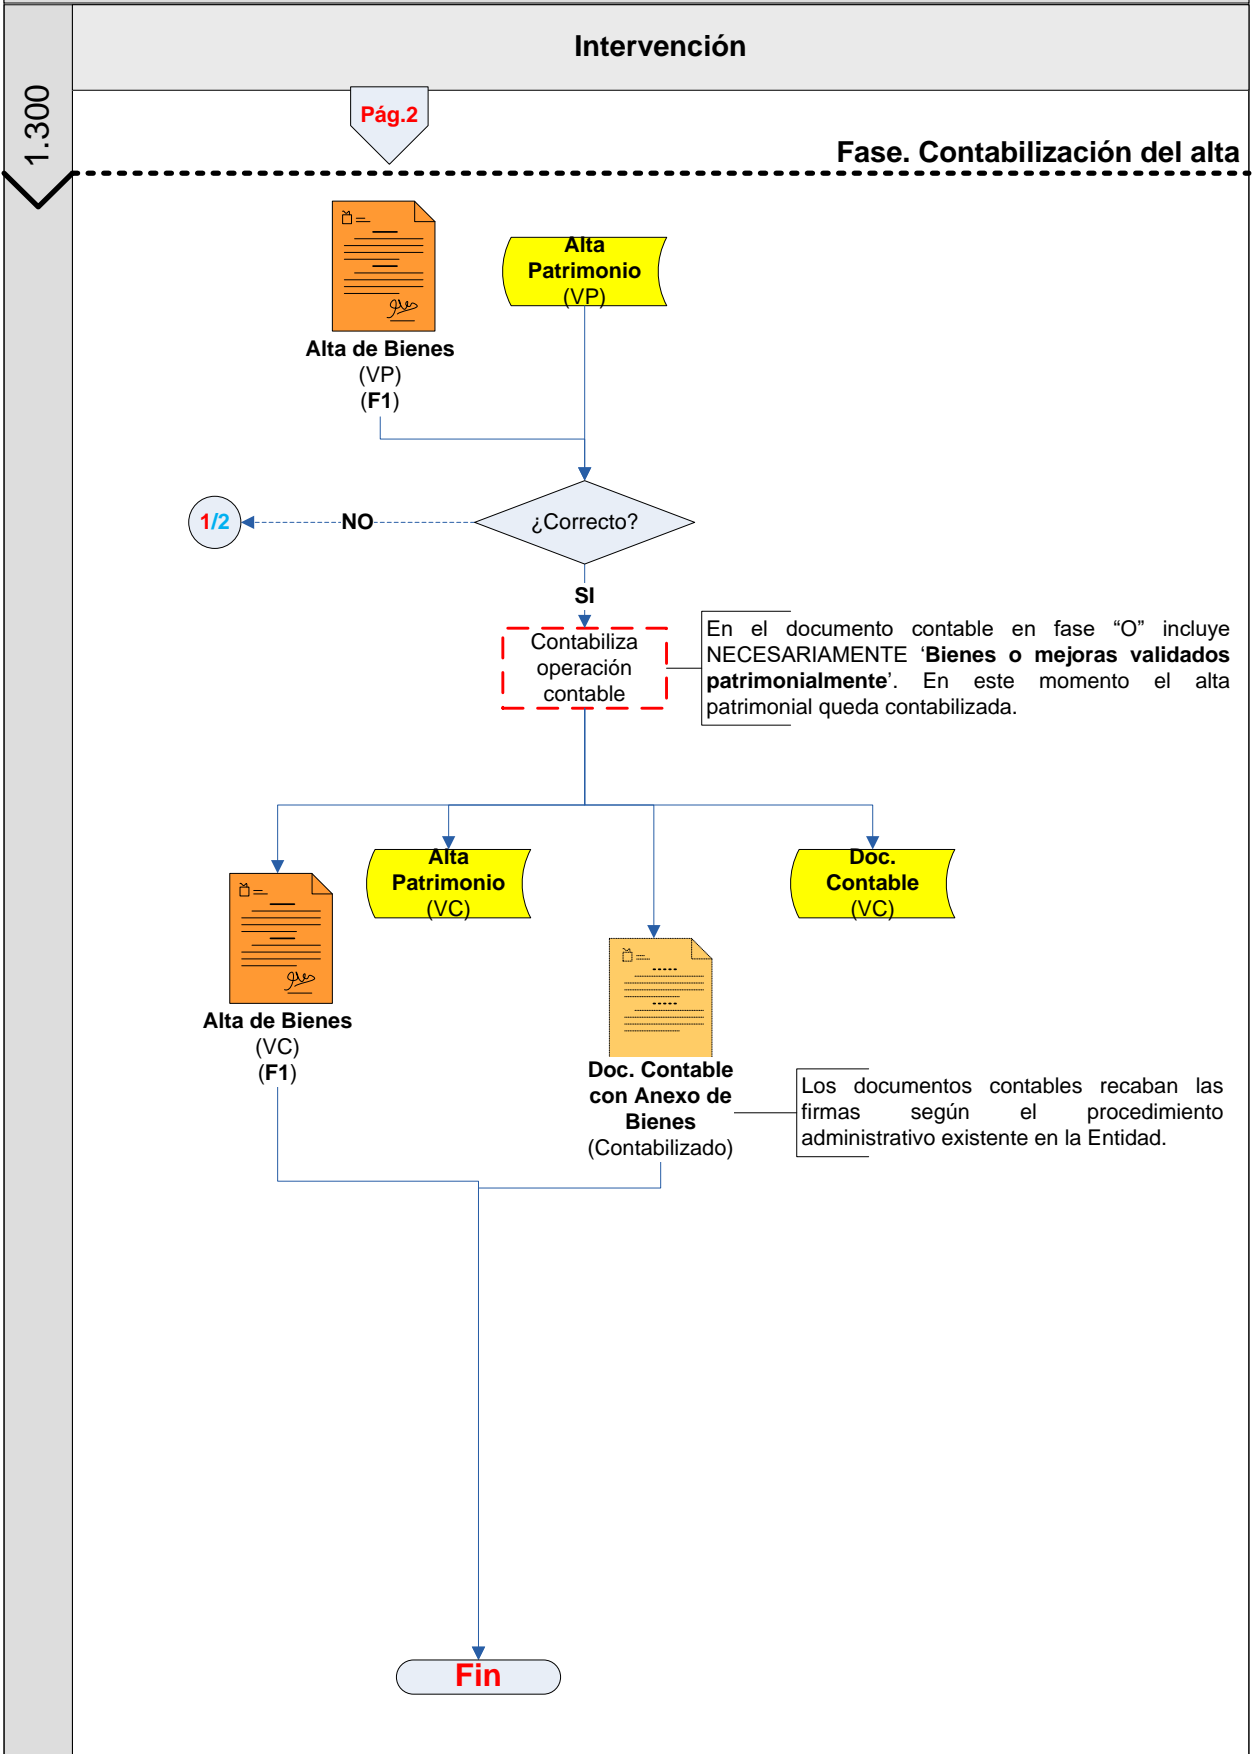 Intervención
1.300
Pág.2
Fase. Contabilización del alta
Alta
Patrimonio
(VP)
Alta de Bienes
(VP)
(F1)
1/2
NO
¿Correcto?
SI
Contabiliza
operación
contable
En el documento contable en fase “O” incluye
NECESARIAMENTE ‘Bienes o mejoras validados
patrimonialmente’. En este momento el alta
patrimonial queda contabilizada.
Alta
Patrimonio
(VC)
Doc.
Contable
(VC)
Alta de Bienes
(VC)
(F1)
Doc. Contable
con Anexo de
Bienes
(Contabilizado)
Los documentos contables recaban las
firmas según el procedimiento
administrativo existente en la Entidad.
Fin